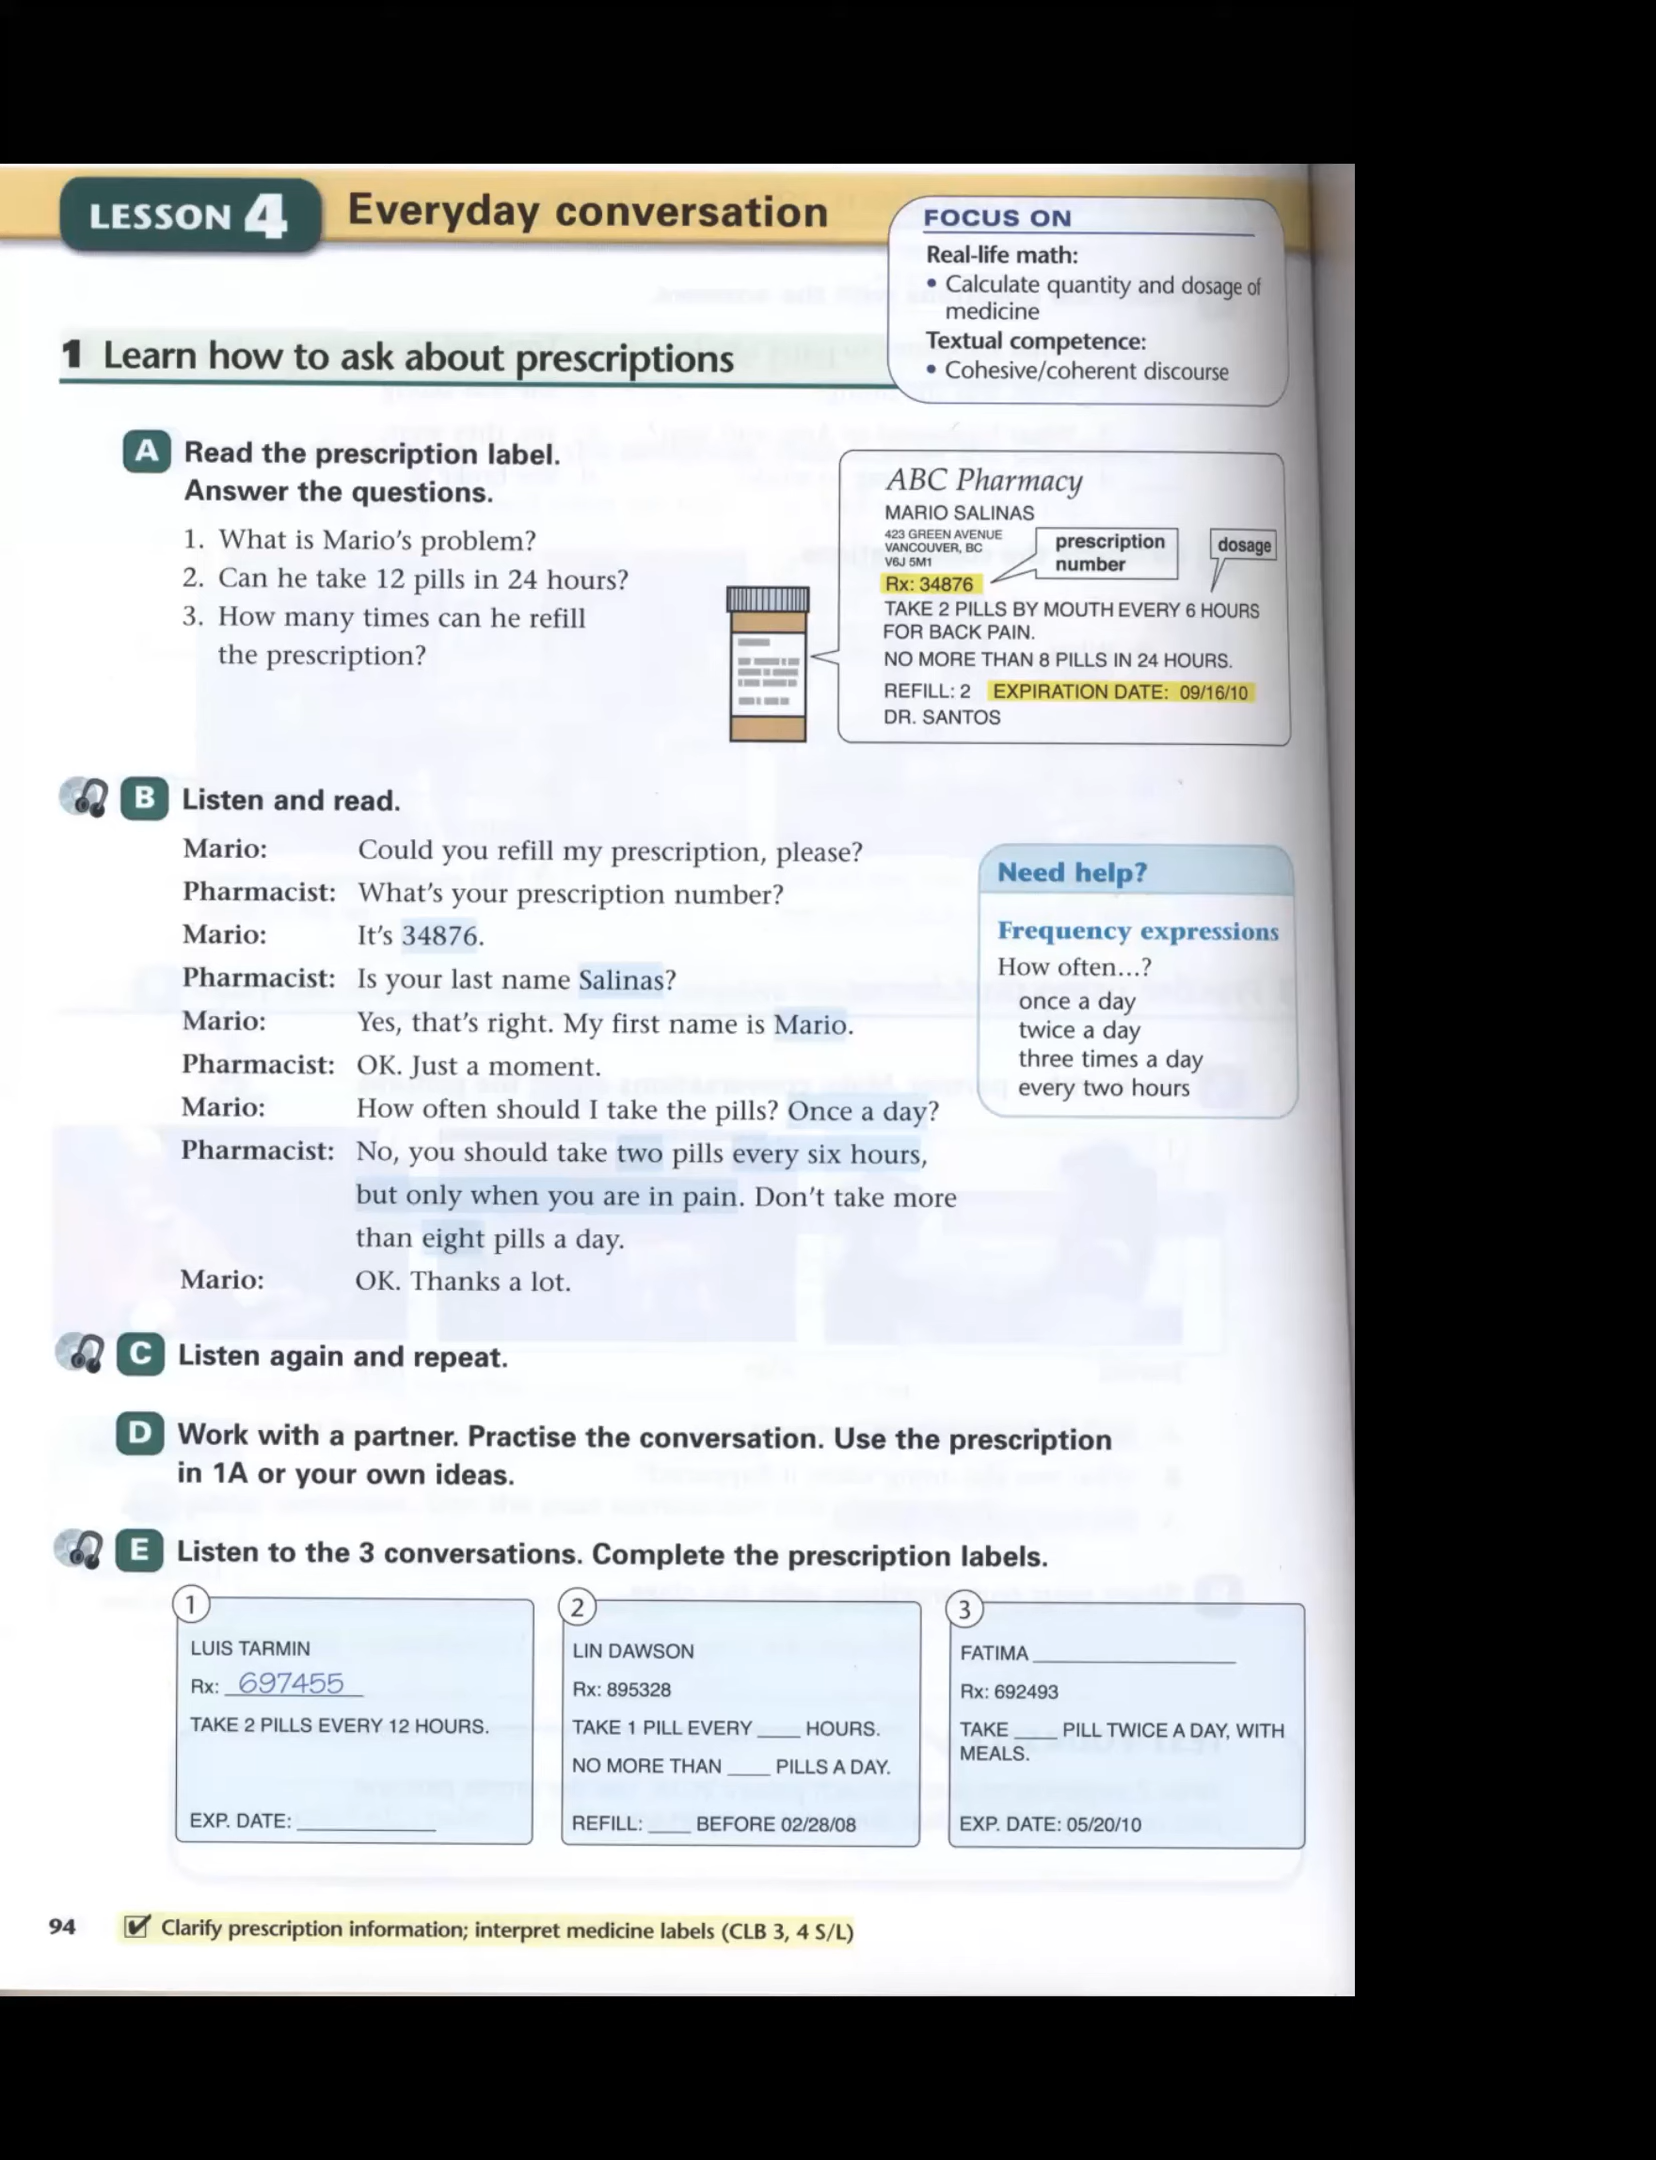 LESSON 4 Everyday conversation
FOCUS ON
Real-life math:
• Calculate quantity and dosage of
medicine
Textual competence:
• Cohesive/coherent discourse
1 Learn how to ask about prescriptions
A Read the prescription label.
Answer the questions.
1. What is Mario's problem?
2. Can he take 12 pills in 24 hours?
3. How many times can he refill
the prescription?
ABC Pharmacy
MARIO SALINAS
423 GREEN AVENUE
VANCOUVER, BC
V6J 5M1
prescription
number
dosage
Rx: 34876
TAKE 2 PILLS BY MOUTH EVERY 6 HOURS
FOR BACK PAIN.
NO MORE THAN 8 PILLS IN 24 HOURS.
REFILL: 2 EXPIRATION DATE: 09/16/10
DR. SANTOS
B Listen and read.
Mario: Could you refill my prescription, please?
Pharmacist: What's your prescription number?
Mario: It's 34876.
Pharmacist: Is your last name Salinas?
Mario: Yes, that's right. My first name is Mario.
Pharmacist: OK. Just a moment.
Mario: How often should I take the pills? Once a day?
Pharmacist: No, you should take two pills every six hours,
but only when you are in pain. Don't take more
than eight pills a day.
Mario: OK. Thanks a lot.
Need help?
Frequency expressions
How often...?
once a day
twice a day
three times a day
every two hours
C Listen again and repeat.
D Work with a partner. Practise the conversation. Use the prescription
in 1A or your own ideas.
E Listen to the 3 conversations. Complete the prescription labels.
1
LUIS TARMIN
Rx: 697455
TAKE 2 PILLS EVERY 12 HOURS.
EXP. DATE: ____
2
LIN DAWSON
Rx: 895328
TAKE 1 PILL EVERY ____ HOURS.
NO MORE THAN ____ PILLS A DAY.
REFILL: ____ BEFORE 02/28/08
3
FATIMA ____
Rx: 692493
TAKE ____ PILL TWICE A DAY, WITH
MEALS.
EXP. DATE: 05/20/10
94 Clarify prescription information; interpret medicine labels (CLB 3, 4 S/L)